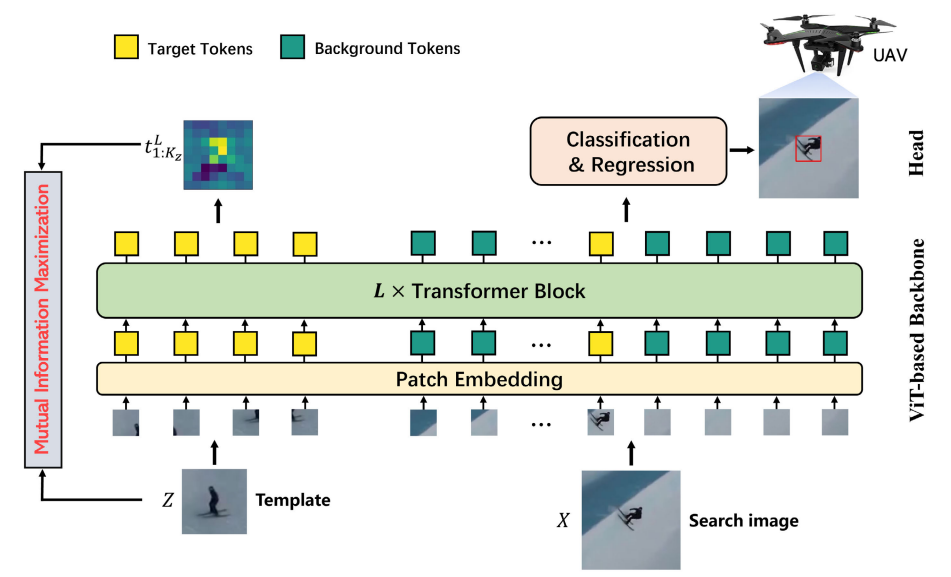 Target Tokens
Background Tokens
UAV
t^L_{1:K_Z}
Classification
& Regression
Head
Mutual Information Maximization
L × Transformer Block
...
...
Patch Embedding
ViT-based Backbone
...
Z
Template
X
Search image